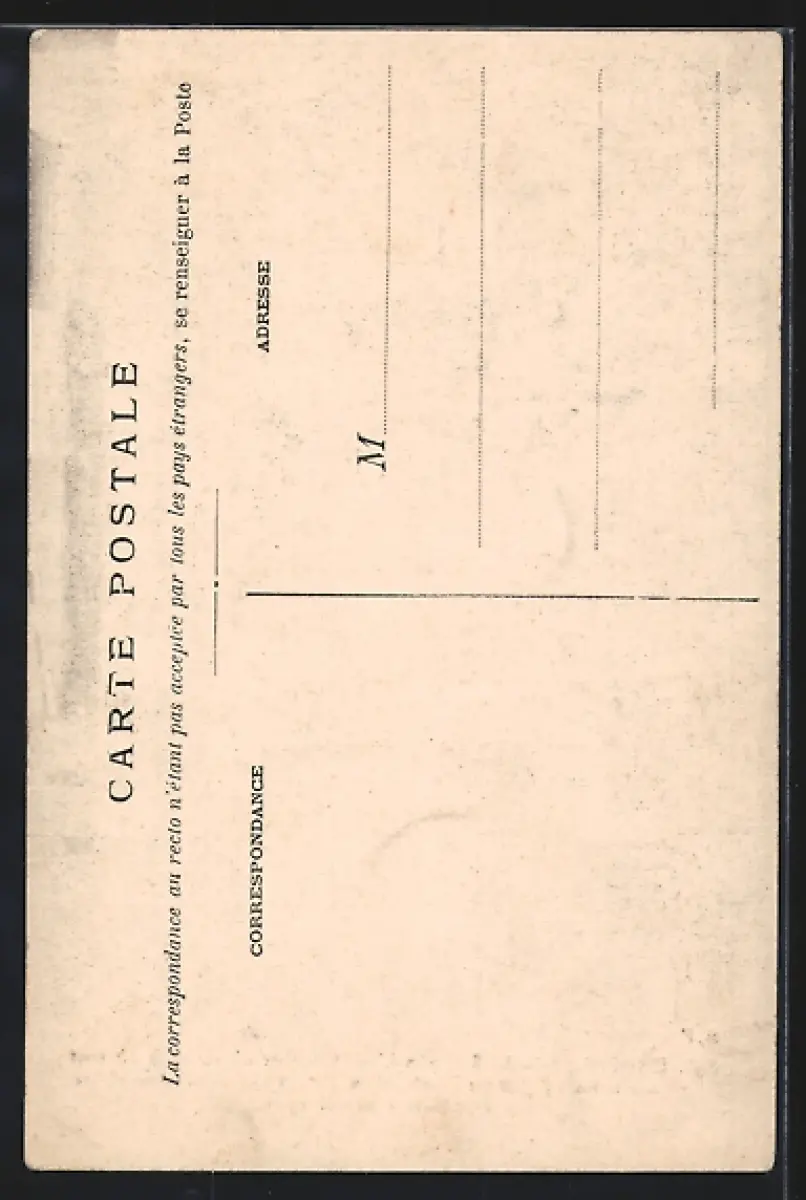 CARTE POSTALE
La correspondance au recto n'étant pas acceptée par tous les pays étrangers, se renseigner à la Poste
CORRESPONDANCE
ADRESSE
M